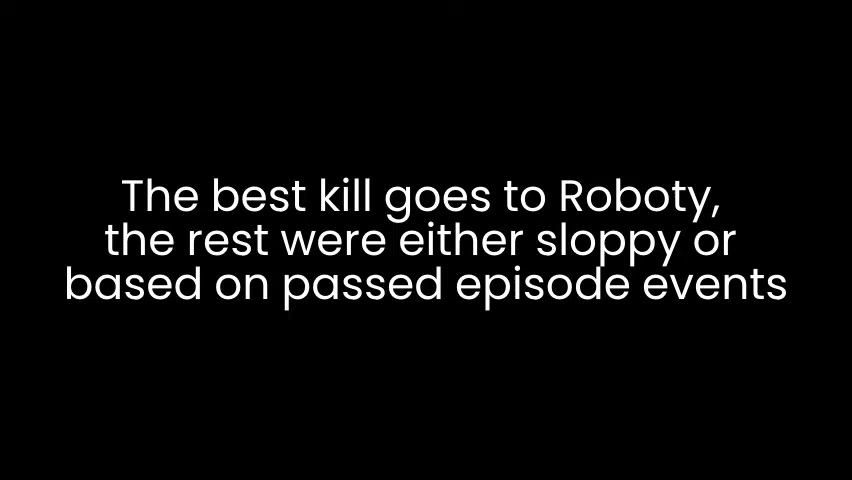 The best kill goes to Roboty,
the rest were either sloppy or
based on passed episode events